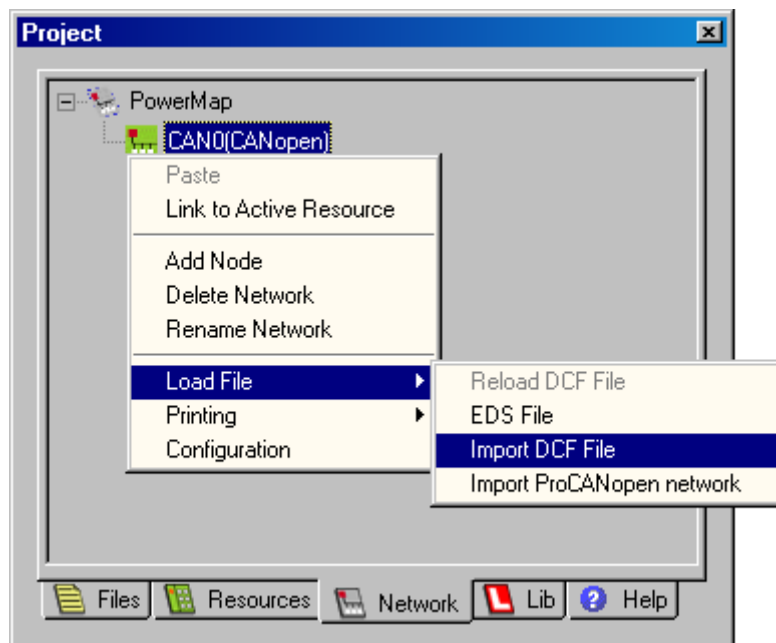 Project
PowerMap
CAN0(CANopen)
Paste
Link to Active Resource
Add Node
Delete Network
Rename Network
Load File
Printing
Configuration
Reload DCF File
EDS File
Import DCF File
Import ProCANopen network
Files Resources Network Lib Help